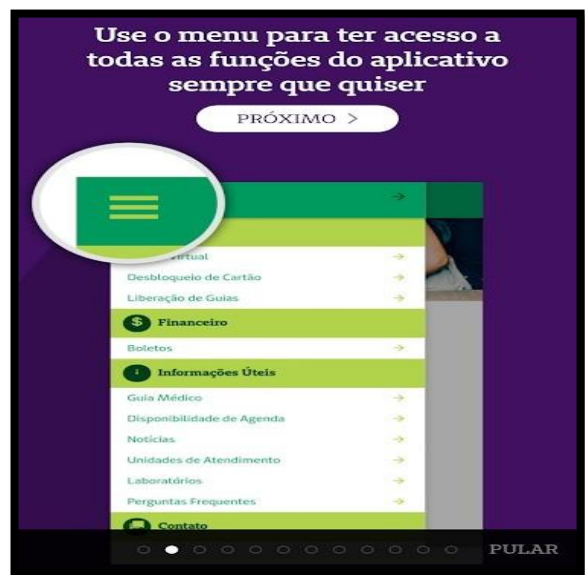 Use o menu para ter acesso a
todas as funções do aplicativo
sempre que quiser
PRÓXIMO >
Desbloqueio de Cartão
Liberação de Guias
$ Financeiro
Boletos
i Informações Úteis
Guia Médico
Disponibilidade de Agenda
Notícias
Unidades de Atendimento
Laboratórios
Perguntas Frequentes
Contato
PULAR